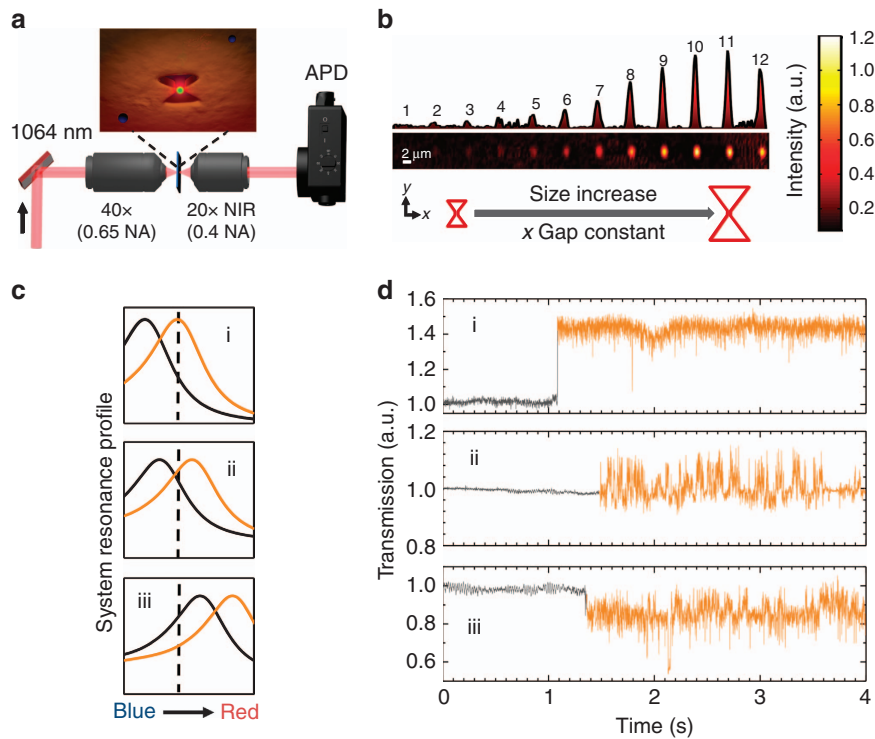 a
1064 nm
APD
40×
(0.65 NA)
20× NIR
(0.4 NA)
b
1 2 3 4 5 6 7 8 9 10 11 12
2 μm
y
x
Size increase
x Gap constant
Intensity (a.u.)
1.2
1.0
0.8
0.6
0.4
0.2
c
System resonance profile
i
ii
iii
Blue
Red
d
Transmission (a.u.)
1.6
1.4
1.2
1.0
i
1.2
1.0
0.8
ii
1.0
0.8
0.6
iii
0 1 2 3 4
Time (s)